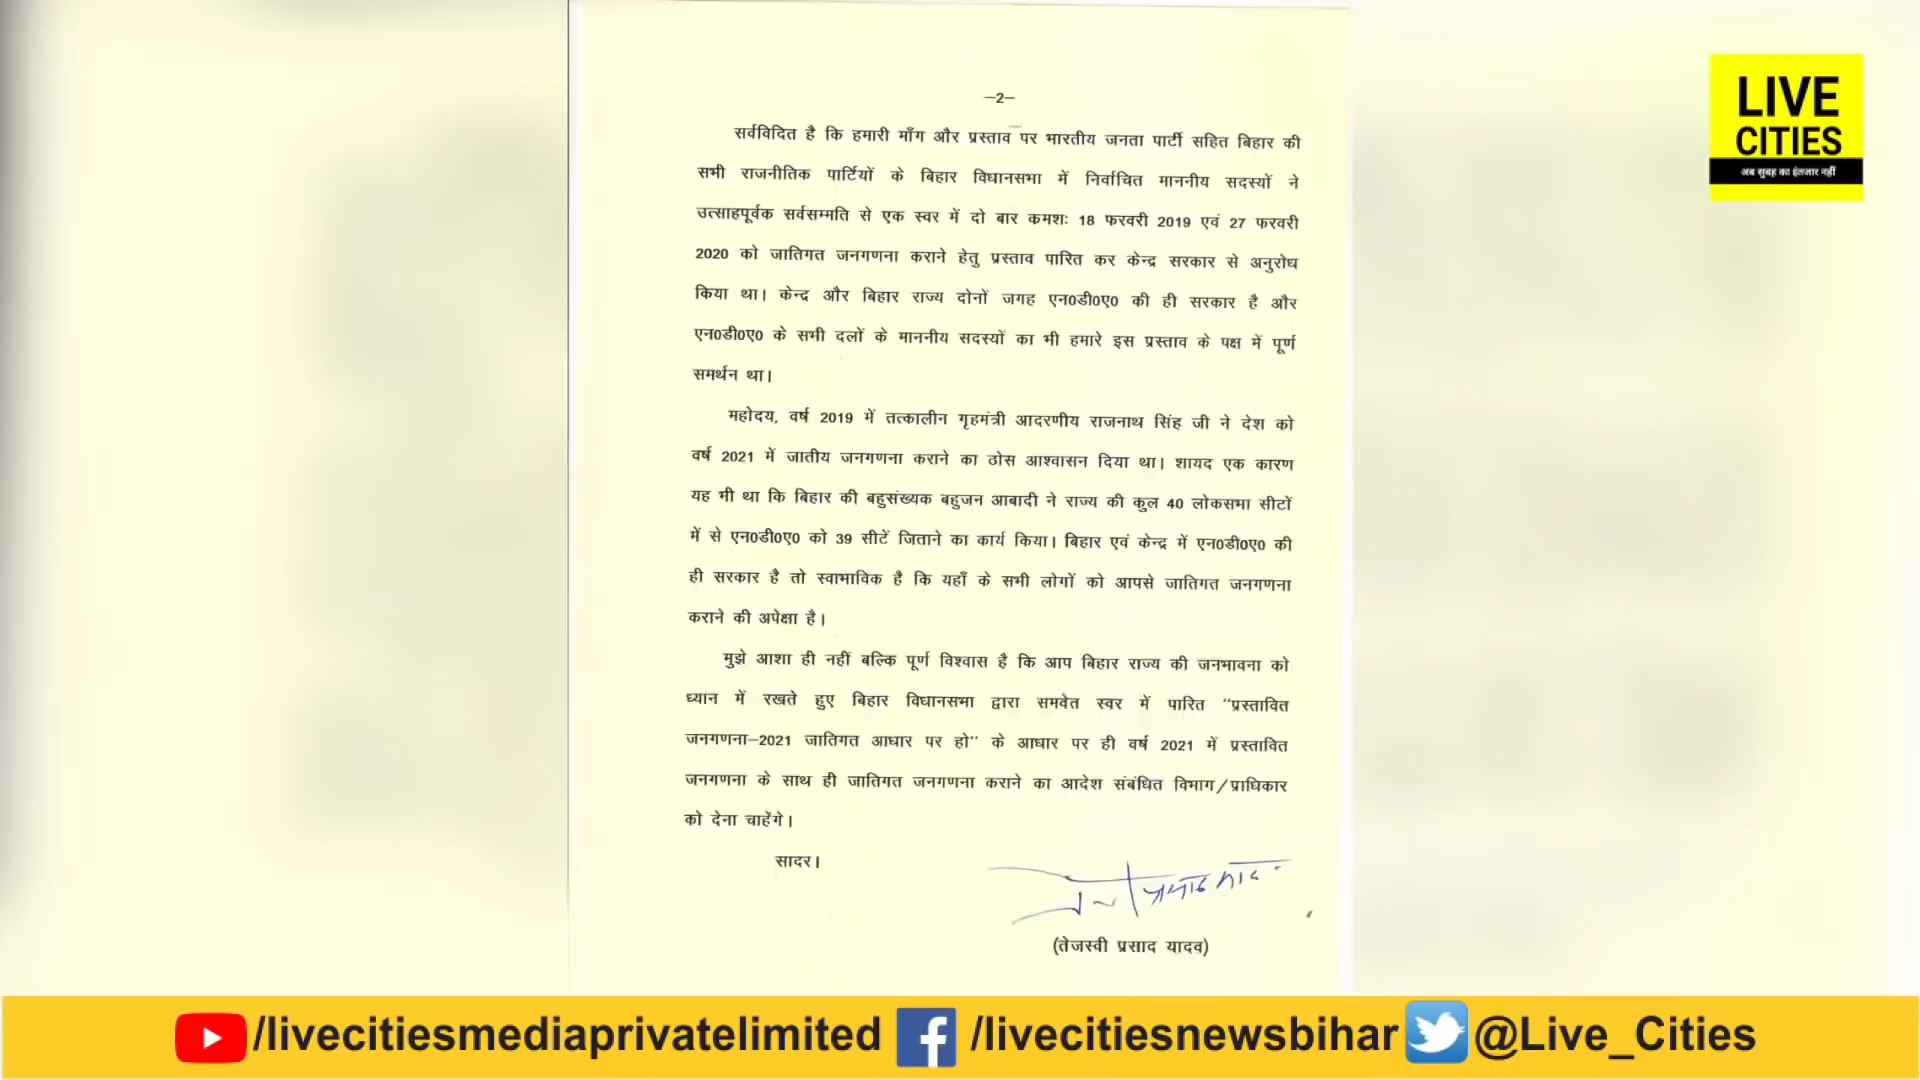 –2–
सर्वविदित है कि हमारी माँग और प्रस्ताव पर भारतीय जनता पार्टी सहित बिहार की
सभी राजनीतिक पार्टियों के बिहार विधानसभा में निर्वाचित माननीय सदस्यों ने
उत्साहपूर्वक सर्वसम्मति से एक स्वर में दो बार कमशः 18 फरवरी 2019 एवं 27 फरवरी
2020 को जातिगत जनगणना कराने हेतु प्रस्ताव पारित कर केन्द्र सरकार से अनुरोध
किया था। केन्द्र और बिहार राज्य दोनों जगह एन0डी0ए0 की ही सरकार है और
एन0डी0ए0 के सभी दलों के माननीय सदस्यों का भी हमारे इस प्रस्ताव के पक्ष में पूर्ण
समर्थन था।
महोदय, वर्ष 2019 में तत्कालीन गृहमंत्री आदरणीय राजनाथ सिंह जी ने देश को
वर्ष 2021 में जातीय जनगणना कराने का ठोस आश्वासन दिया था। शायद एक कारण
यह भी था कि बिहार की बहुसंख्यक बहुजन आबादी ने राज्य की कुल 40 लोकसभा सीटों
में से एन0डी0ए0 को 39 सीटें जिताने का कार्य किया। बिहार एवं केन्द्र में एन0डी0ए0 की
ही सरकार है तो स्वाभाविक है कि यहाँ के सभी लोगों को आपसे जातिगत जनगणना
कराने की अपेक्षा है।
मुझे आशा ही नहीं बल्कि पूर्ण विश्वास है कि आप बिहार राज्य की जनभावना को
ध्यान में रखते हुए बिहार विधानसभा द्वारा समवेत स्वर में पारित "प्रस्तावित
जनगणना–2021 जातिगत आधार पर हो" के आधार पर ही वर्ष 2021 में प्रस्तावित
जनगणना के साथ ही जातिगत जनगणना कराने का आदेश संबंधित विभाग/प्राधिकार
को देना चाहेंगे।
सादर।
(तेजस्वी प्रसाद यादव)
LIVE
CITIES
अब सुबह का इंतजार नहीं
/livecitiesmediaprivatelimited /livecitiesnewsbihar @Live_Cities